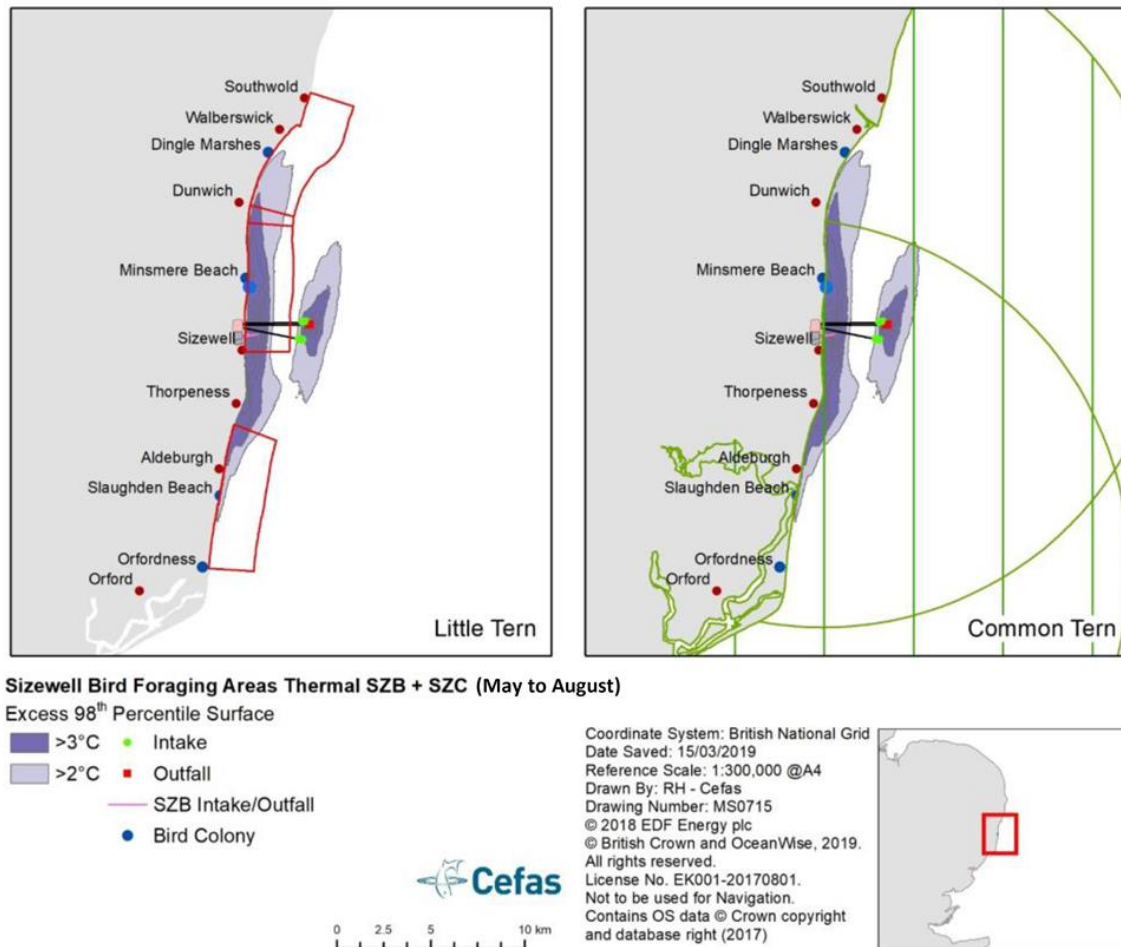 Southwold
Walberswick
Dingle Marshes
Dunwich
Minsmere Beach
Sizewell
Thorpeness
Aldeburgh
Slaughden Beach
Orfordness
Orford
Little Tern
Southwold
Walberswick
Dingle Marshes
Dunwich
Minsmere Beach
Sizewell
Thorpeness
Aldeburgh
Slaughden Beach
Orfordness
Orford
Common Tern
Sizewell Bird Foraging Areas Thermal SZB + SZC (May to August)
Excess 98th Percentile Surface
>3°C
Intake
>2°C
Outfall
SZB Intake/Outfall
Bird Colony
Cefas
0 2.5 5 10 km
Coordinate System: British National Grid
Date Saved: 15/03/2019
Reference Scale: 1:300,000 @A4
Drawn By: RH - Cefas
Drawing Number: MS0715
© 2018 EDF Energy plc
© British Crown and OceanWise, 2019.
All rights reserved.
License No. EK001-20170801.
Not to be used for Navigation.
Contains OS data © Crown copyright
and database right (2017)